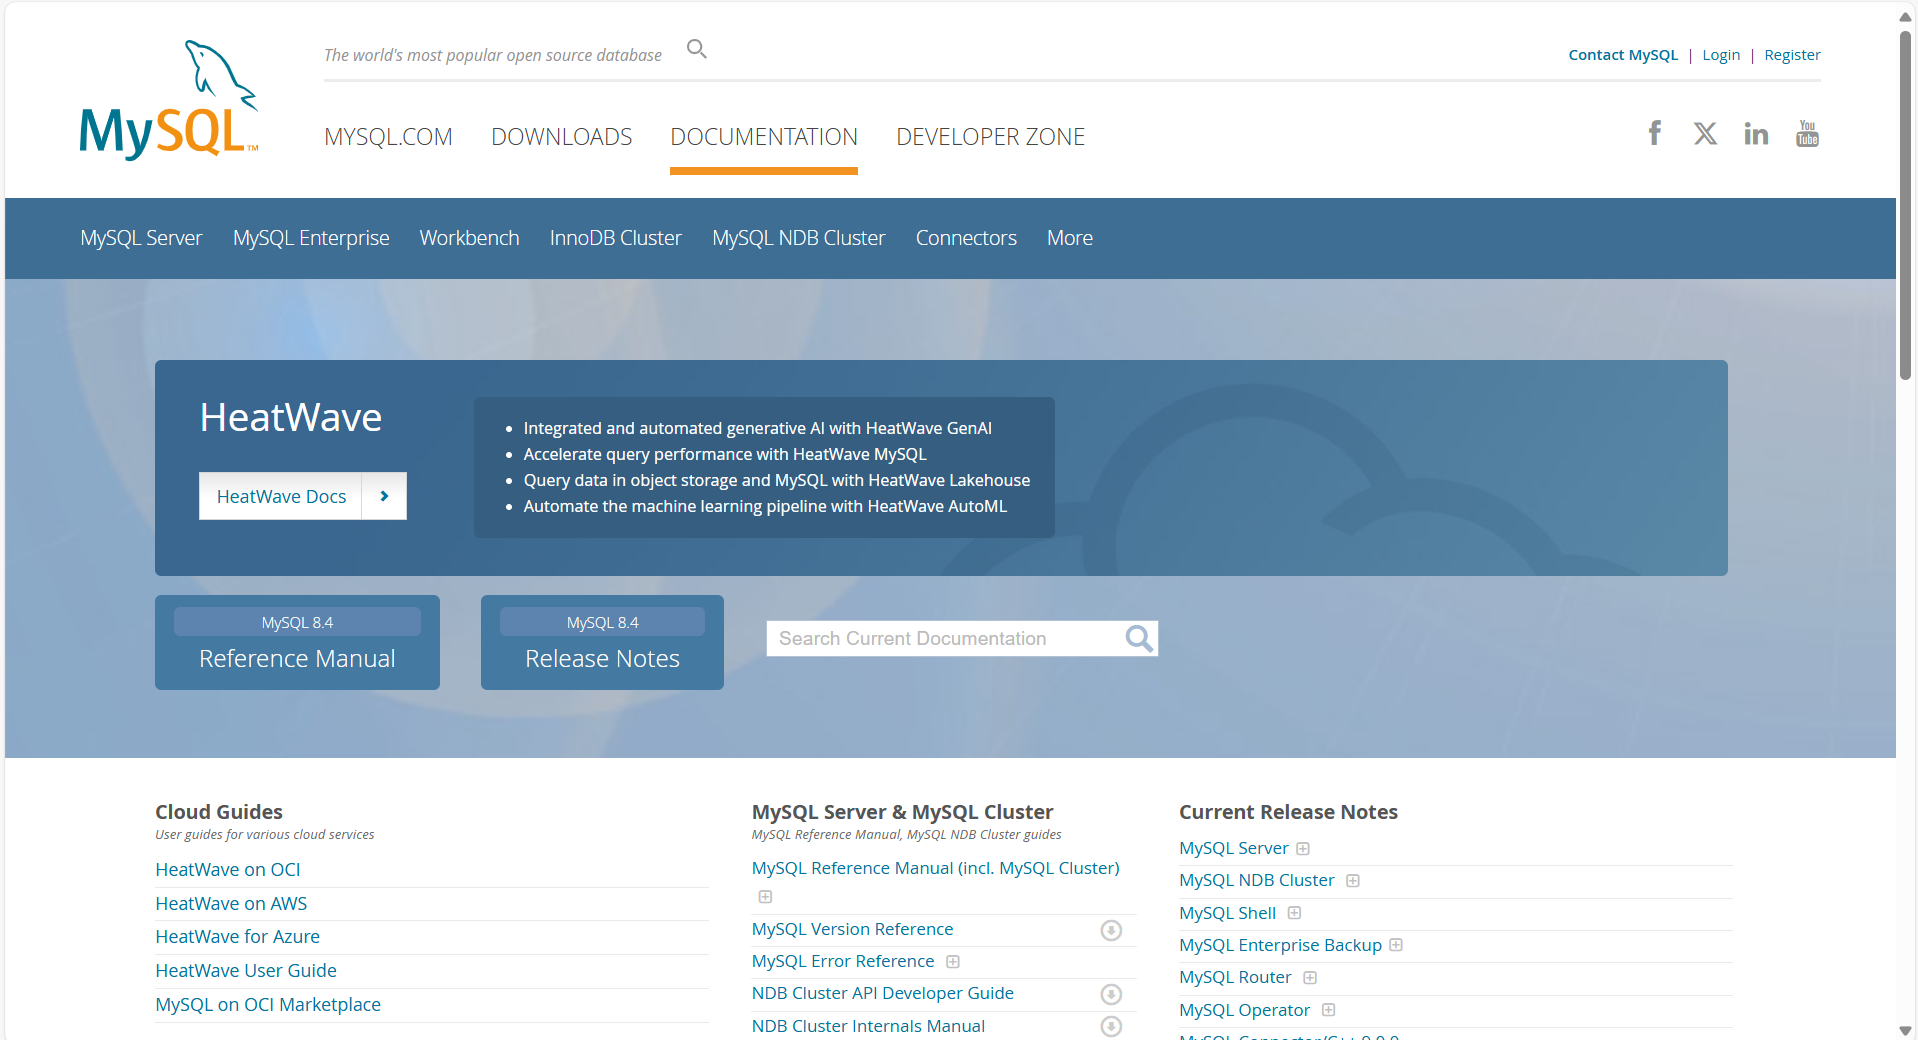 The world's most popular open source database
Contact MySQL | Login | Register
MySQL™
MYSQL.COM DOWNLOADS DOCUMENTATION DEVELOPER ZONE
f X in You Tube
MySQL Server MySQL Enterprise Workbench InnoDB Cluster MySQL NDB Cluster Connectors More
HeatWave
HeatWave Docs
• Integrated and automated generative AI with HeatWave GenAI
• Accelerate query performance with HeatWave MySQL
• Query data in object storage and MySQL with HeatWave Lakehouse
• Automate the machine learning pipeline with HeatWave AutoML
MySQL 8.4
Reference Manual
MySQL 8.4
Release Notes
Search Current Documentation
Cloud Guides
User guides for various cloud services
HeatWave on OCI
HeatWave on AWS
HeatWave for Azure
HeatWave User Guide
MySQL on OCI Marketplace
MySQL Server & MySQL Cluster
MySQL Reference Manual, MySQL NDB Cluster guides
MySQL Reference Manual (incl. MySQL Cluster)
MySQL Version Reference
MySQL Error Reference
NDB Cluster API Developer Guide
NDB Cluster Internals Manual
Current Release Notes
MySQL Server
MySQL NDB Cluster
MySQL Shell
MySQL Enterprise Backup
MySQL Router
MySQL Operator